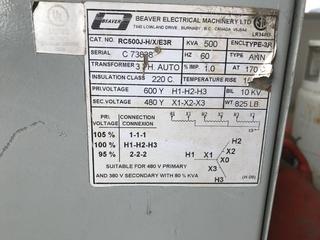 BEAVER
BEAVER ELECTRICAL MACHINERY LTD
LR 34493
CAT. NO. RC500J-H/X/E3R KVA 500 ENCL TYPE-3R
SERIAL C 73828 HZ 60 TYPE ANN
TRANSFORMER 3 PH. AUTO % IMP. 1.0 AT 170
INSULATION CLASS 220 C TEMPERATURE RISE
PRI.VOLTAGE 600 Y H1-H2-H3 BIL 10 KV
SEC.VOLTAGE 480 Y X1-X2-X3 WT 825 LB
PRI. VOLTAGE CONNECTION CONNEXION
105 % 1-1-1
100 % H1-H2-H3
95 % 2-2-2
H2
X2
H1 X1 X0
X3
H3
SUITABLE FOR 480 V PRIMARY
AND 380 V SECONDARY WITH 80 % KVA